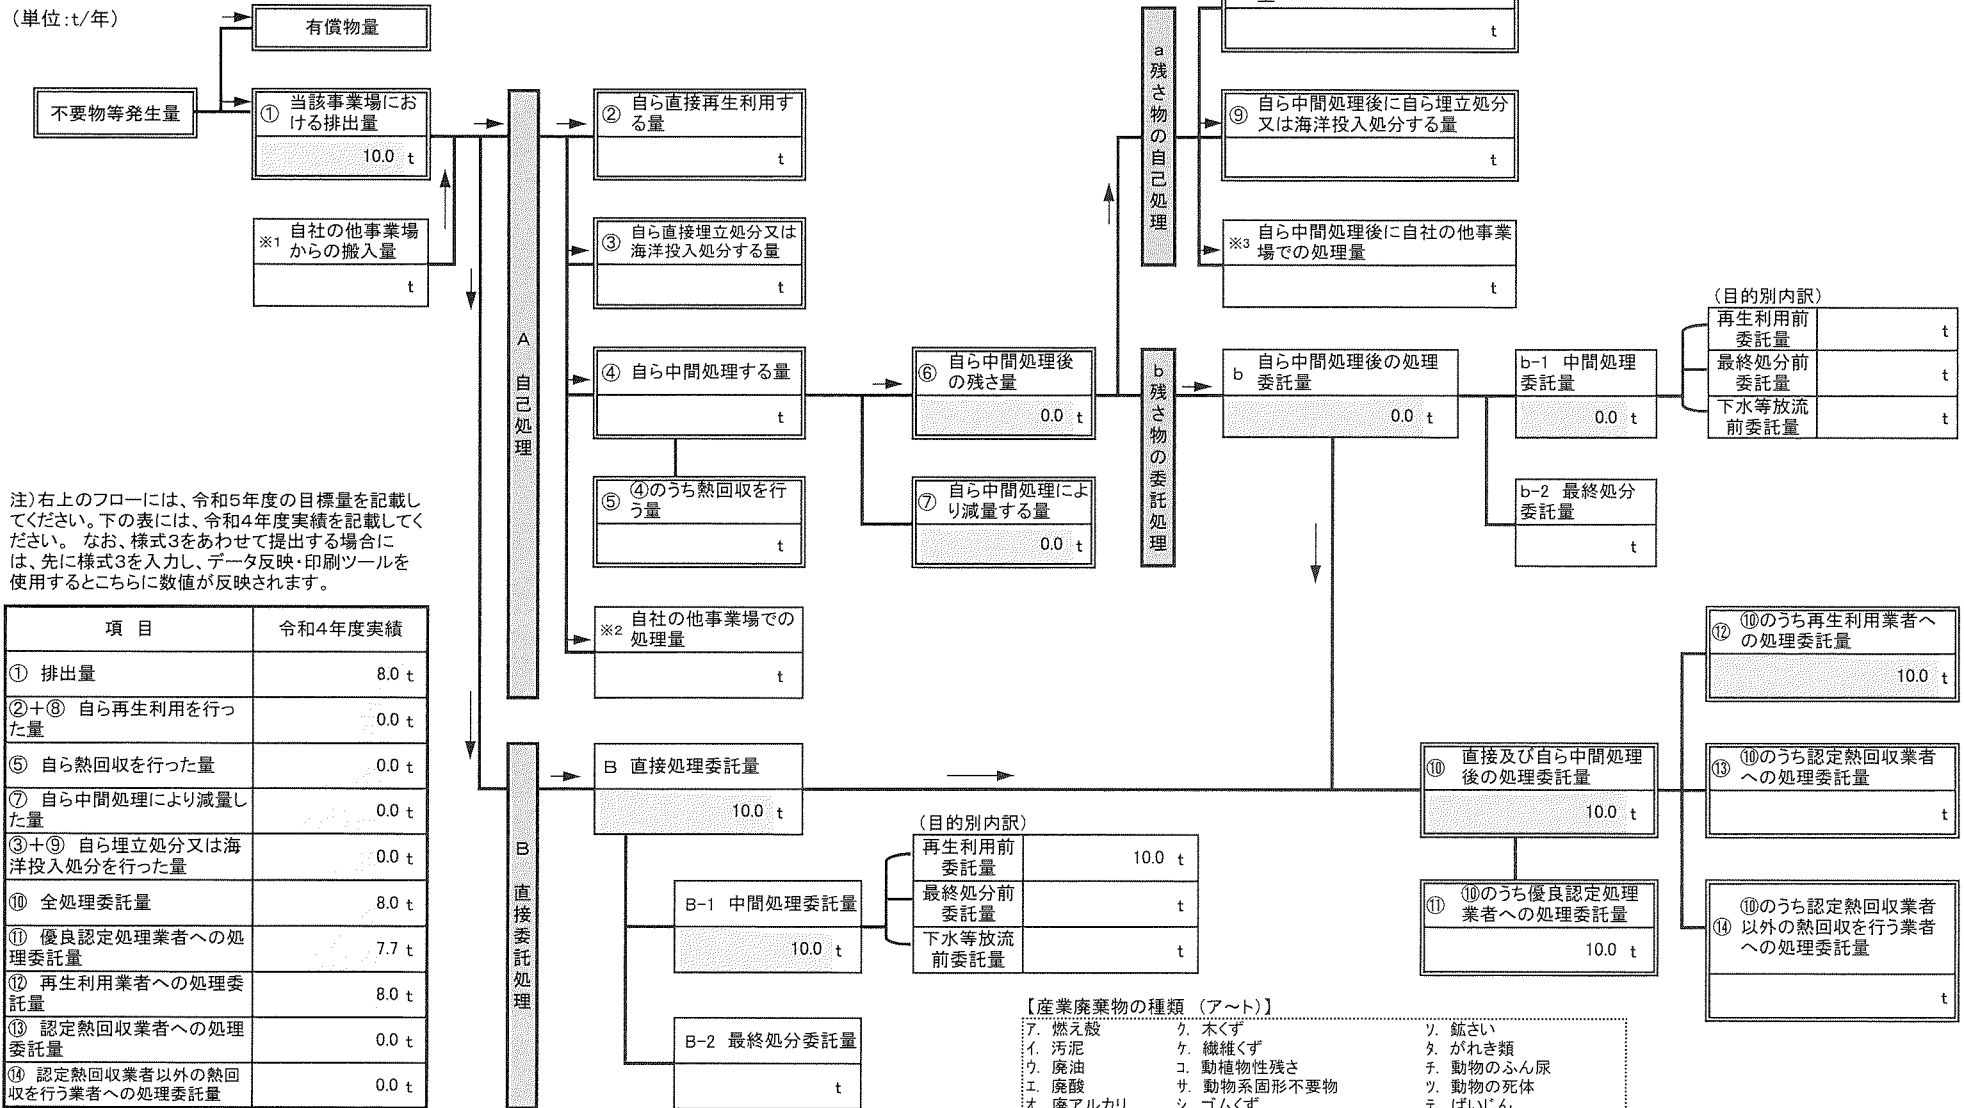 (単位:t/年)
有償物量
不要物等発生量
① 当該事業場にお
ける排出量
10.0 t
※1 自社の他事業場
からの搬入量
t
A 自己処理
② 自ら直接再生利用す
る量
t
③ 自ら直接埋立処分又は
海洋投入処分する量
t
④ 自ら中間処理する量
t
⑤ ④のうち熱回収を行
う量
t
※2 自社の他事業場での
処理量
t
⑥ 自ら中間処理後
の残さ量
0.0 t
⑦ 自ら中間処理によ
り減量する量
0.0 t
a 残さ物の自己処理
t
⑨ 自ら中間処理後に自ら埋立処分
又は海洋投入処分する量
t
※3 自ら中間処理後に自社の他事業
場での処理量
t
b 残さ物の委託処理
b 自ら中間処理後の処理
委託量
0.0 t
b-1 中間処理
委託量
0.0 t
(目的別内訳)
再生利用前
委託量
t
最終処分前
委託量
t
下水等放流
前委託量
t
b-2 最終処分
委託量
t
注)右上のフローには、令和5年度の目標量を記載し
てください。下の表には、令和4年度実績を記載してく
ださい。 なお、様式3をあわせて提出する場合に
は、先に様式3を入力し、データ反映・印刷ツールを
使用するとこちらに数値が反映されます。
項 目 令和4年度実績
① 排出量 8.0 t
②+⑧ 自ら再生利用を行っ
た量 0.0 t
⑤ 自ら熱回収を行った量 0.0 t
⑦ 自ら中間処理により減量し
た量 0.0 t
③+⑨ 自ら埋立処分又は海
洋投入処分を行った量 0.0 t
⑩ 全処理委託量 8.0 t
⑪ 優良認定処理業者への処
理委託量 7.7 t
⑫ 再生利用業者への処理委
託量 8.0 t
⑬ 認定熱回収業者への処理
委託量 0.0 t
⑭ 認定熱回収業者以外の熱回
収を行う業者への処理委託量 0.0 t
B 直接委託処理
B 直接処理委託量
10.0 t
B-1 中間処理委託量
10.0 t
(目的別内訳)
再生利用前
委託量
10.0 t
最終処分前
委託量
t
下水等放流
前委託量
t
B-2 最終処分委託量
t
⑩ 直接及び自ら中間処理
後の処理委託量
10.0 t
⑪ ⑩のうち優良認定処理
業者への処理委託量
10.0 t
⑫ ⑩のうち再生利用業者へ
の処理委託量
10.0 t
⑬ ⑩のうち認定熱回収業者
への処理委託量
t
⑭ ⑩のうち認定熱回収業者
以外の熱回収を行う業者
への処理委託量
t
【産業廃棄物の種類 (ア~ト)】
ア. 燃え殻 ク. 木くず ソ. 鉱さい
イ. 汚泥 ケ. 繊維くず タ. がれき類
ウ. 廃油 コ. 動植物性残さ チ. 動物のふん尿
エ. 廃酸 サ. 動物系固形不要物 ツ. 動物の死体
オ. 廃アルカリ シ. ゴムくず テ. ばいじん